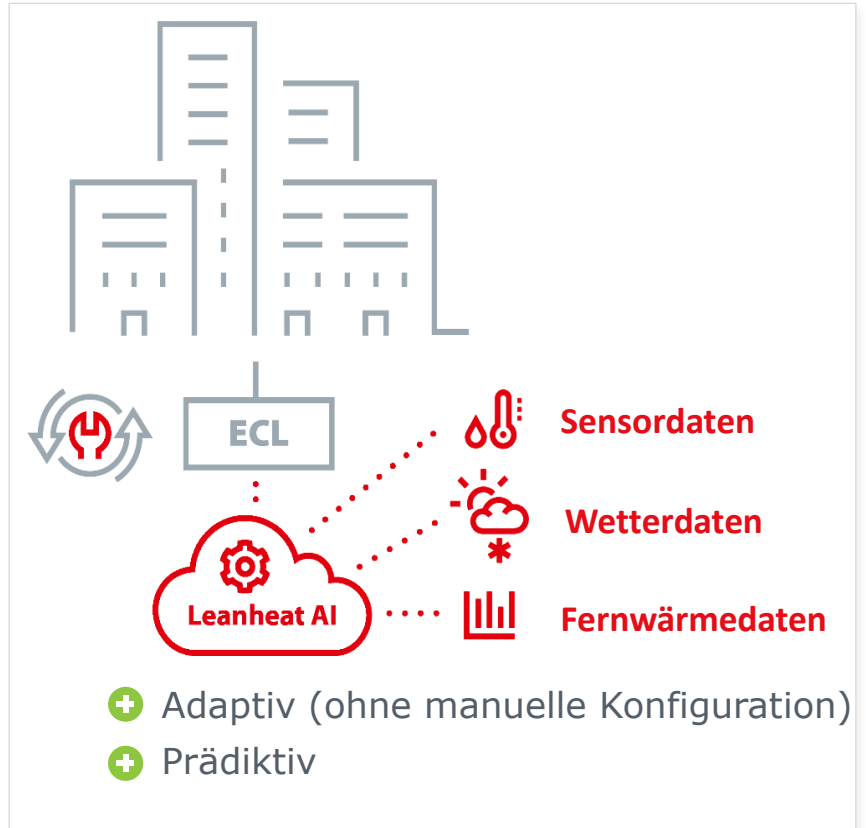 ECL
Sensordaten
Wetterdaten
Leanheat AI
Fernwärmedaten
Adaptiv (ohne manuelle Konfiguration)
Prädiktiv